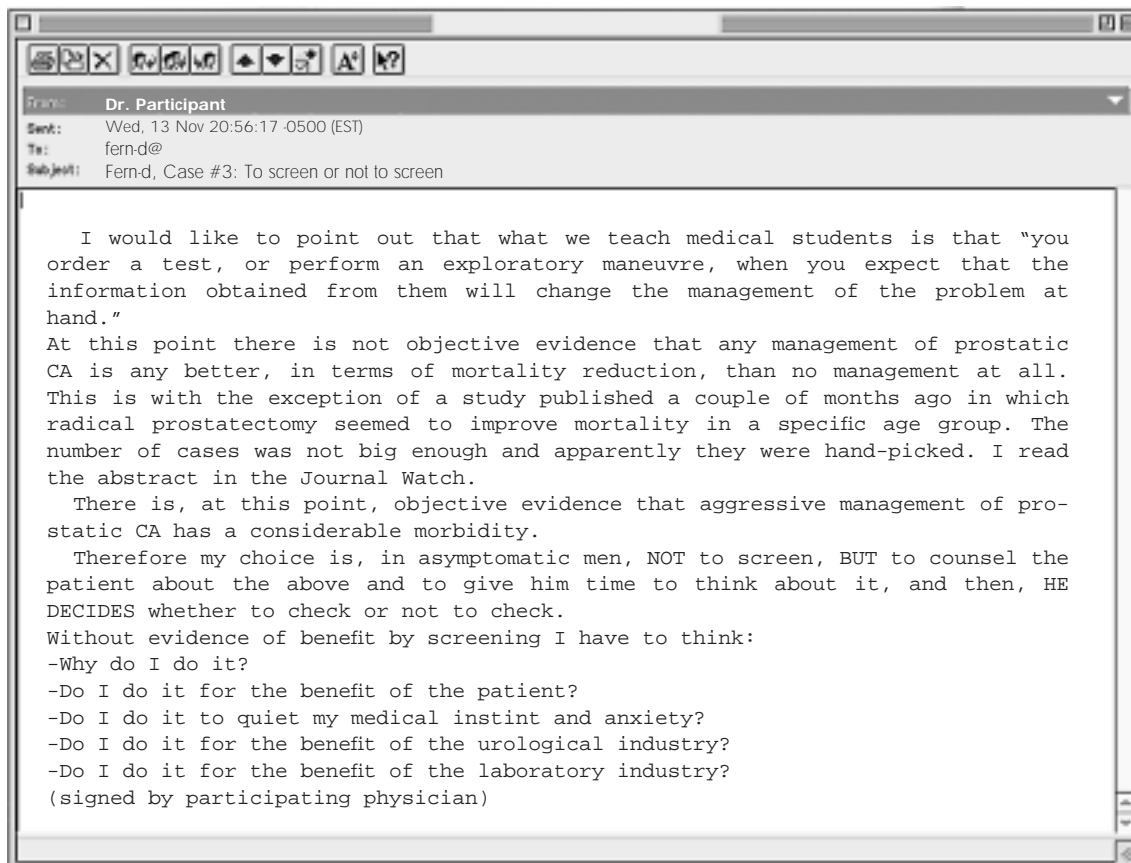 From: Dr. Participant
Sent: Wed, 13 Nov 20:56:17 -0500 (EST)
To: fern-d@
Subject: Fern-d, Case #3: To screen or not to screen
I would like to point out that what we teach medical students is that “you
order a test, or perform an exploratory maneuvre, when you expect that the
information obtained from them will change the management of the problem at
hand.”
At this point there is not objective evidence that any management of prostatic
CA is any better, in terms of mortality reduction, than no management at all.
This is with the exception of a study published a couple of months ago in which
radical prostatectomy seemed to improve mortality in a specific age group. The
number of cases was not big enough and apparently they were hand-picked. I read
the abstract in the Journal Watch.
There is, at this point, objective evidence that aggressive management of pro-
static CA has a considerable morbidity.
Therefore my choice is, in asymptomatic men, NOT to screen, BUT to counsel the
patient about the above and to give him time to think about it, and then, HE
DECIDES whether to check or not to check.
Without evidence of benefit by screening I have to think:
-Why do I do it?
-Do I do it for the benefit of the patient?
-Do I do it to quiet my medical instint and anxiety?
-Do I do it for the benefit of the urological industry?
-Do I do it for the benefit of the laboratory industry?
(signed by participating physician)